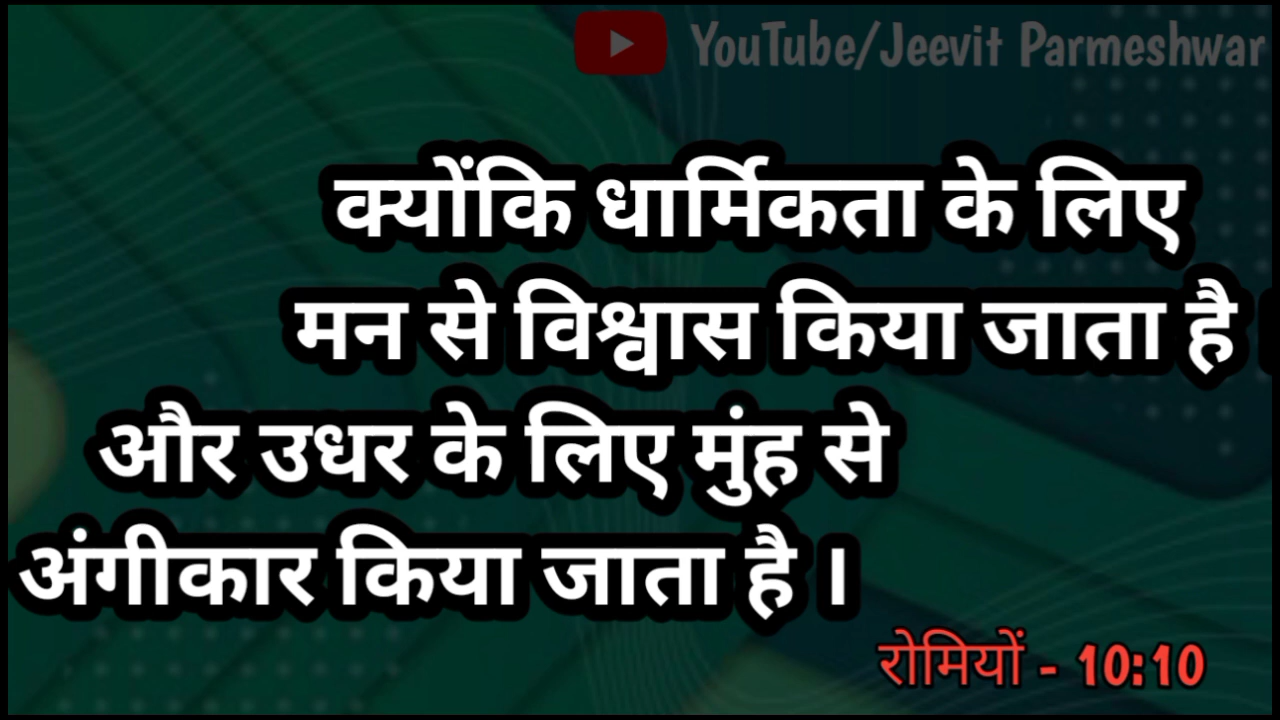 YouTube/Jeevit Parmeshwar
क्योंकि धार्मिकता के लिए
मन से विश्वास किया जाता है
और उधर के लिए मुंह से
अंगीकार किया जाता है ।
रोमियों - 10:10